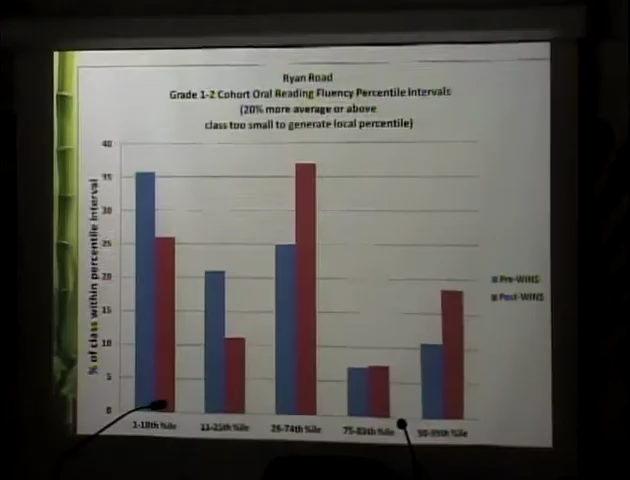 Ryan Road
Grade 1-2 Cohort Oral Reading Fluency Percentile Intervals
(20% more average or above
class too small to generate local percentile)
% of class within percentile interval
40
35
30
25
20
15
10
5
0
1-10th %ile
11-25th %ile
26-74th %ile
75-89th %ile
90-99th %ile
Pre-WINS
Post-WINS